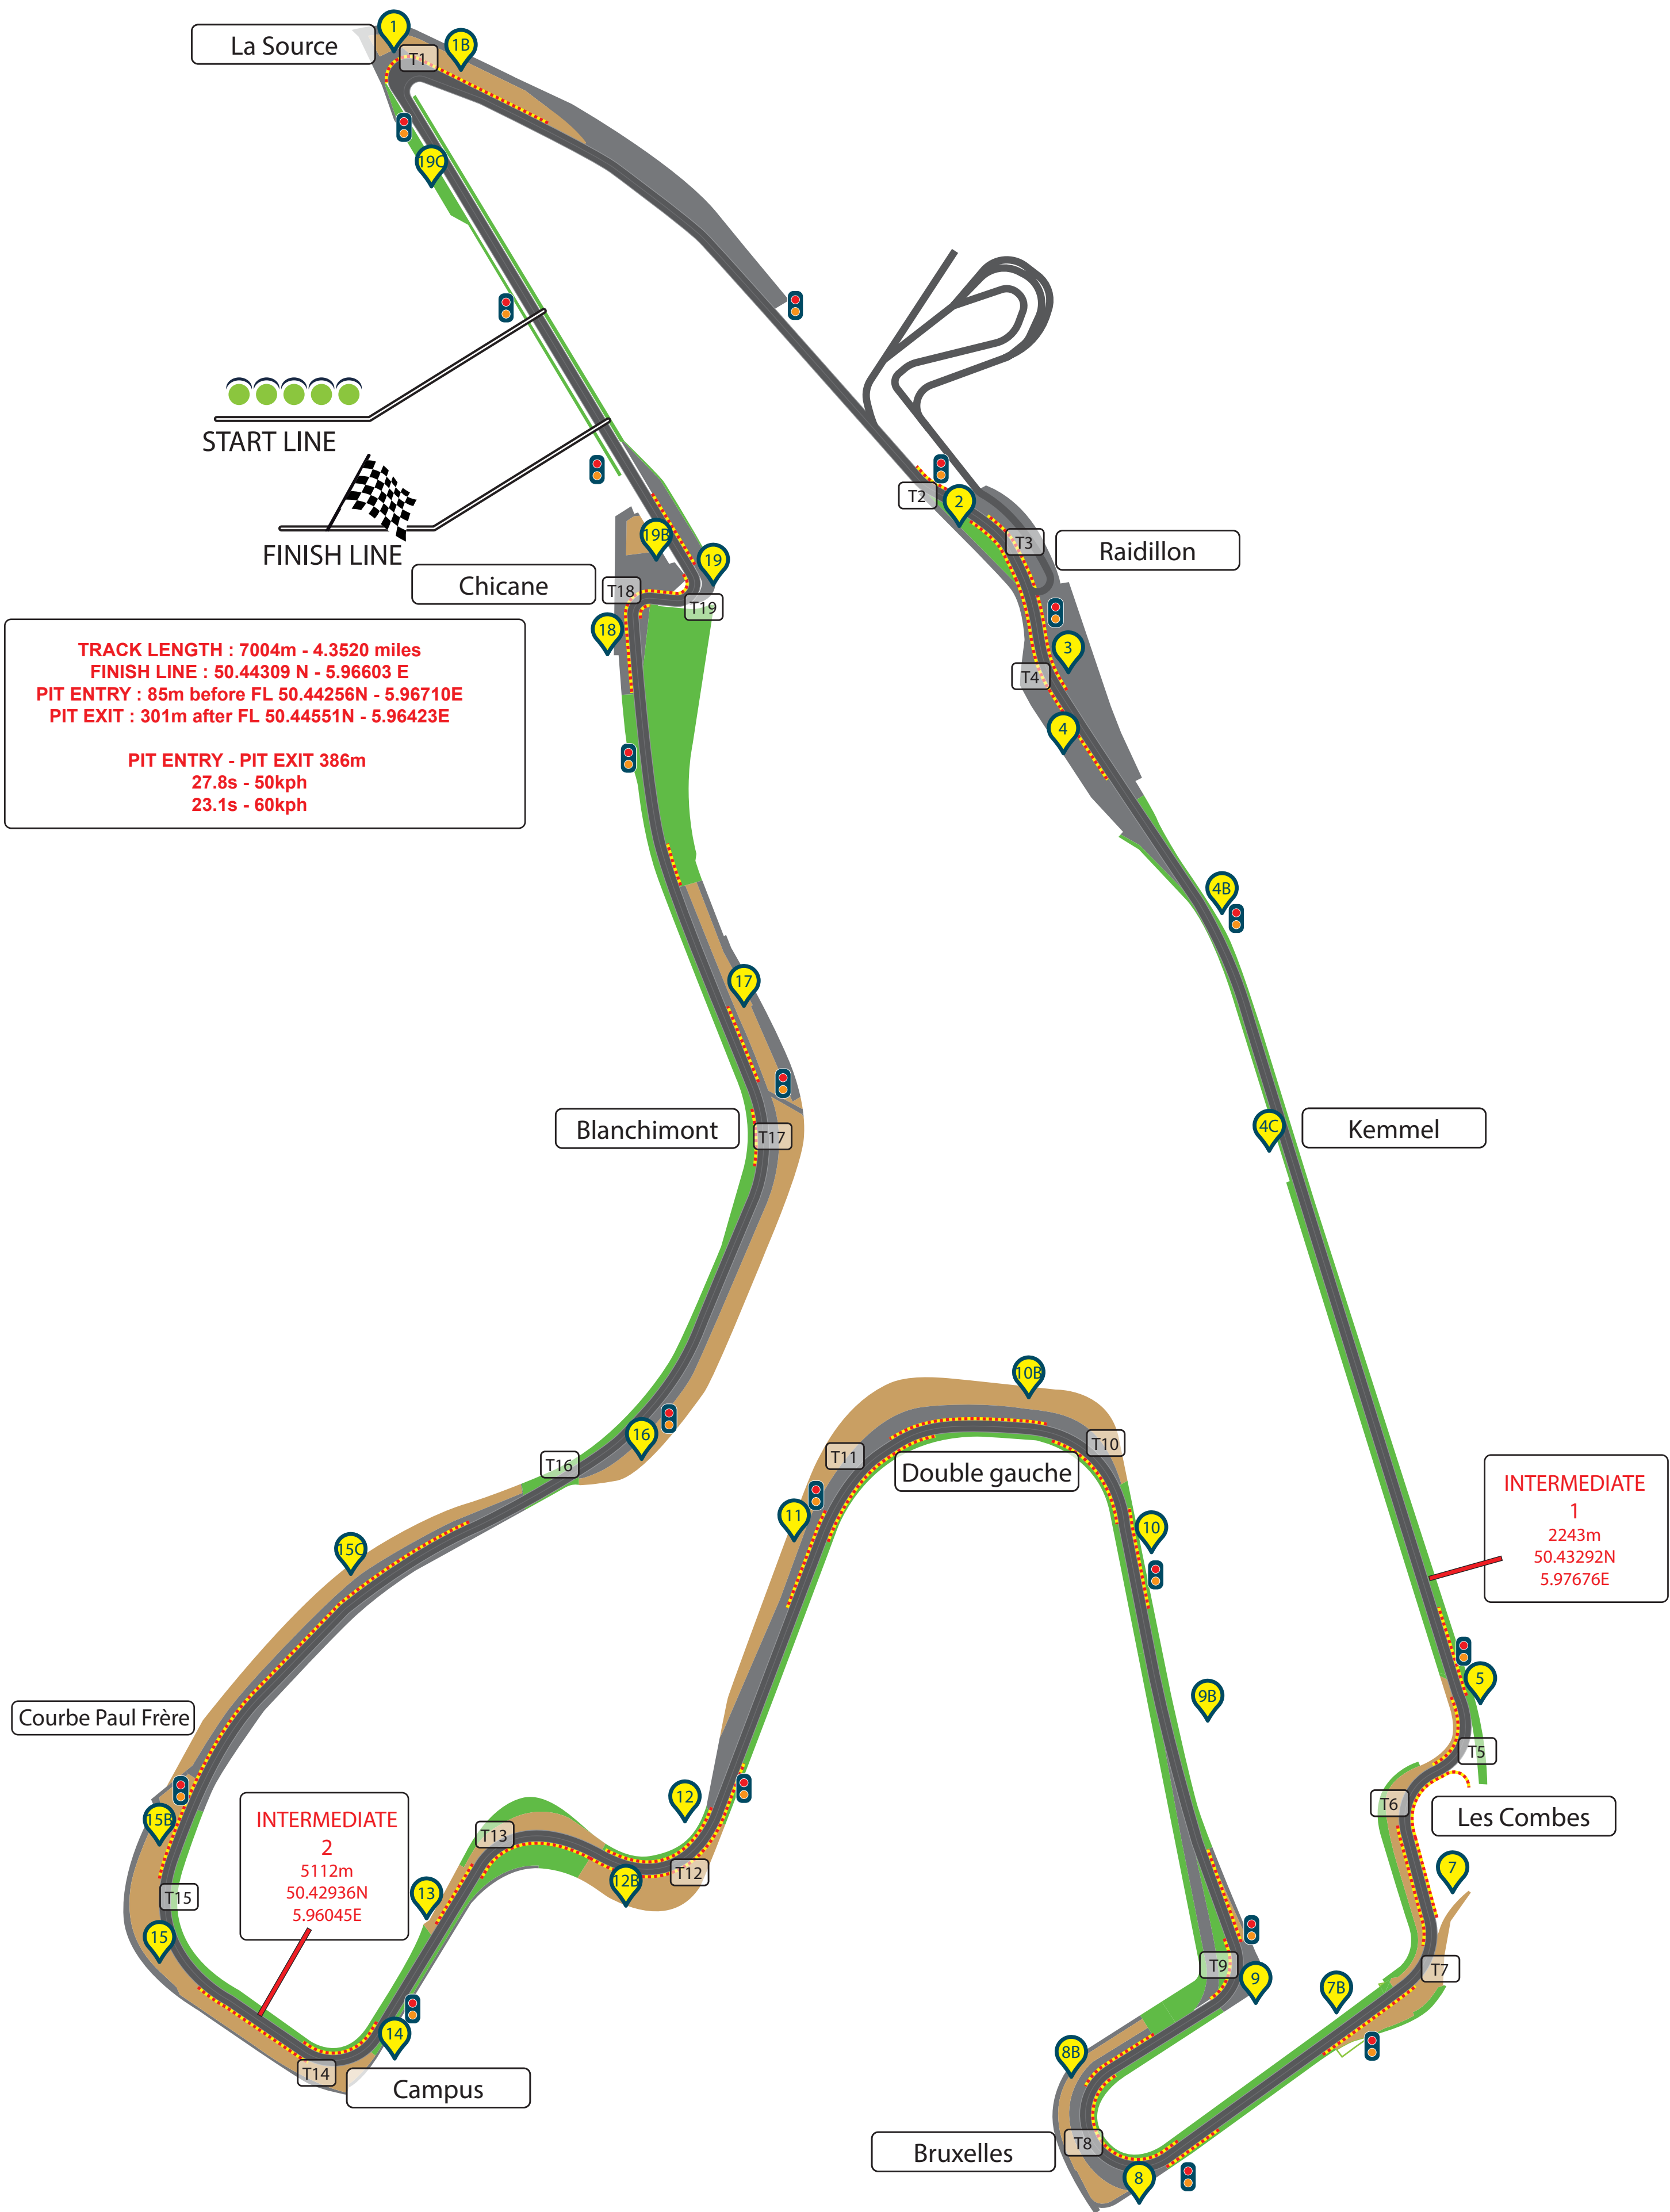 La Source
1
1B
T1
19C
START LINE
FINISH LINE
T2
2
T3
Raidillon
19B
19
Chicane
T18
T19
18
3
T4
4
TRACK LENGTH : 7004m - 4.3520 miles
FINISH LINE : 50.44309 N - 5.96603 E
PIT ENTRY : 85m before FL 50.44256N - 5.96710E
PIT EXIT : 301m after FL 50.44551N - 5.96423E
PIT ENTRY - PIT EXIT 386m
27.8s - 50kph
23.1s - 60kph
4B
17
Blanchimont
T17
4C
Kemmel
10B
16
T16
T11
Double gauche
T10
11
10
15C
INTERMEDIATE
1
2243m
50.43292N
5.97676E
5
9B
Courbe Paul Frère
T5
T6
Les Combes
15B
INTERMEDIATE
2
5112m
50.42936N
5.96045E
12
T13
T12
12B
13
7
T15
15
T9
9
T7
7B
14
T14
Campus
8B
T8
Bruxelles
8